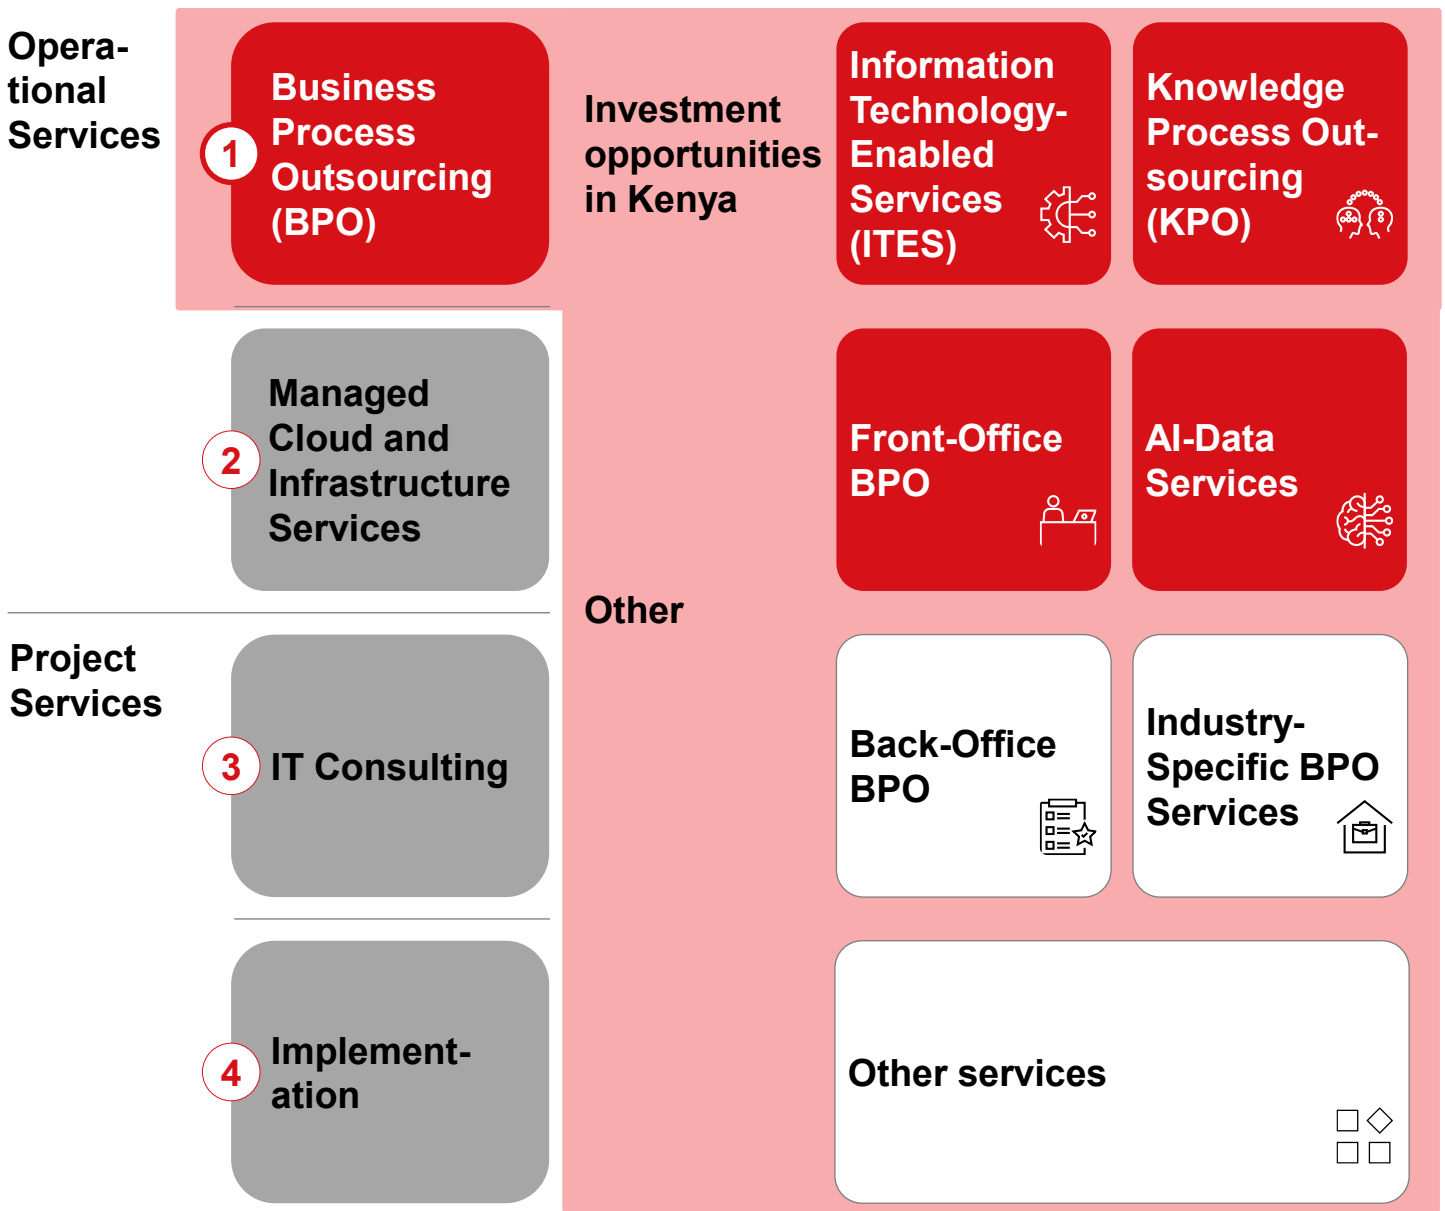 Opera-
tional
Services
1
Business
Process
Outsourcing
(BPO)
Investment
opportunities
in Kenya
Information
Technology-
Enabled
Services
(ITES)
Knowledge
Process Out-
sourcing
(KPO)
2
Managed
Cloud and
Infrastructure
Services
Front-Office
BPO
AI-Data
Services
Other
Project
Services
3
IT Consulting
Back-Office
BPO
Industry-
Specific BPO
Services
4
Implement-
ation
Other services